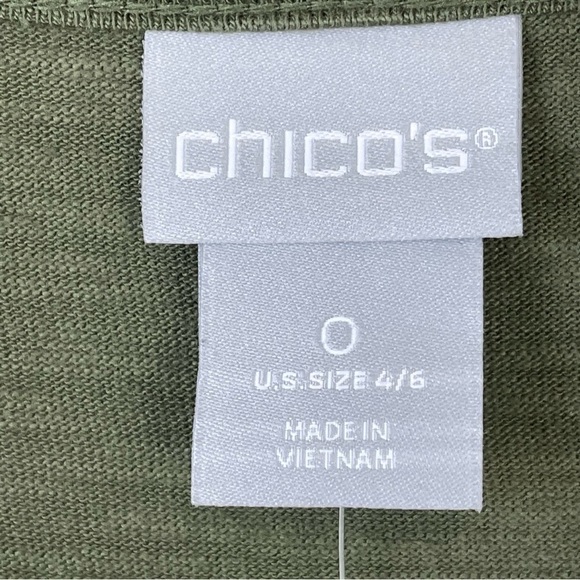 chico's®
0
U.S. SIZE 4/6
MADE IN
VIETNAM